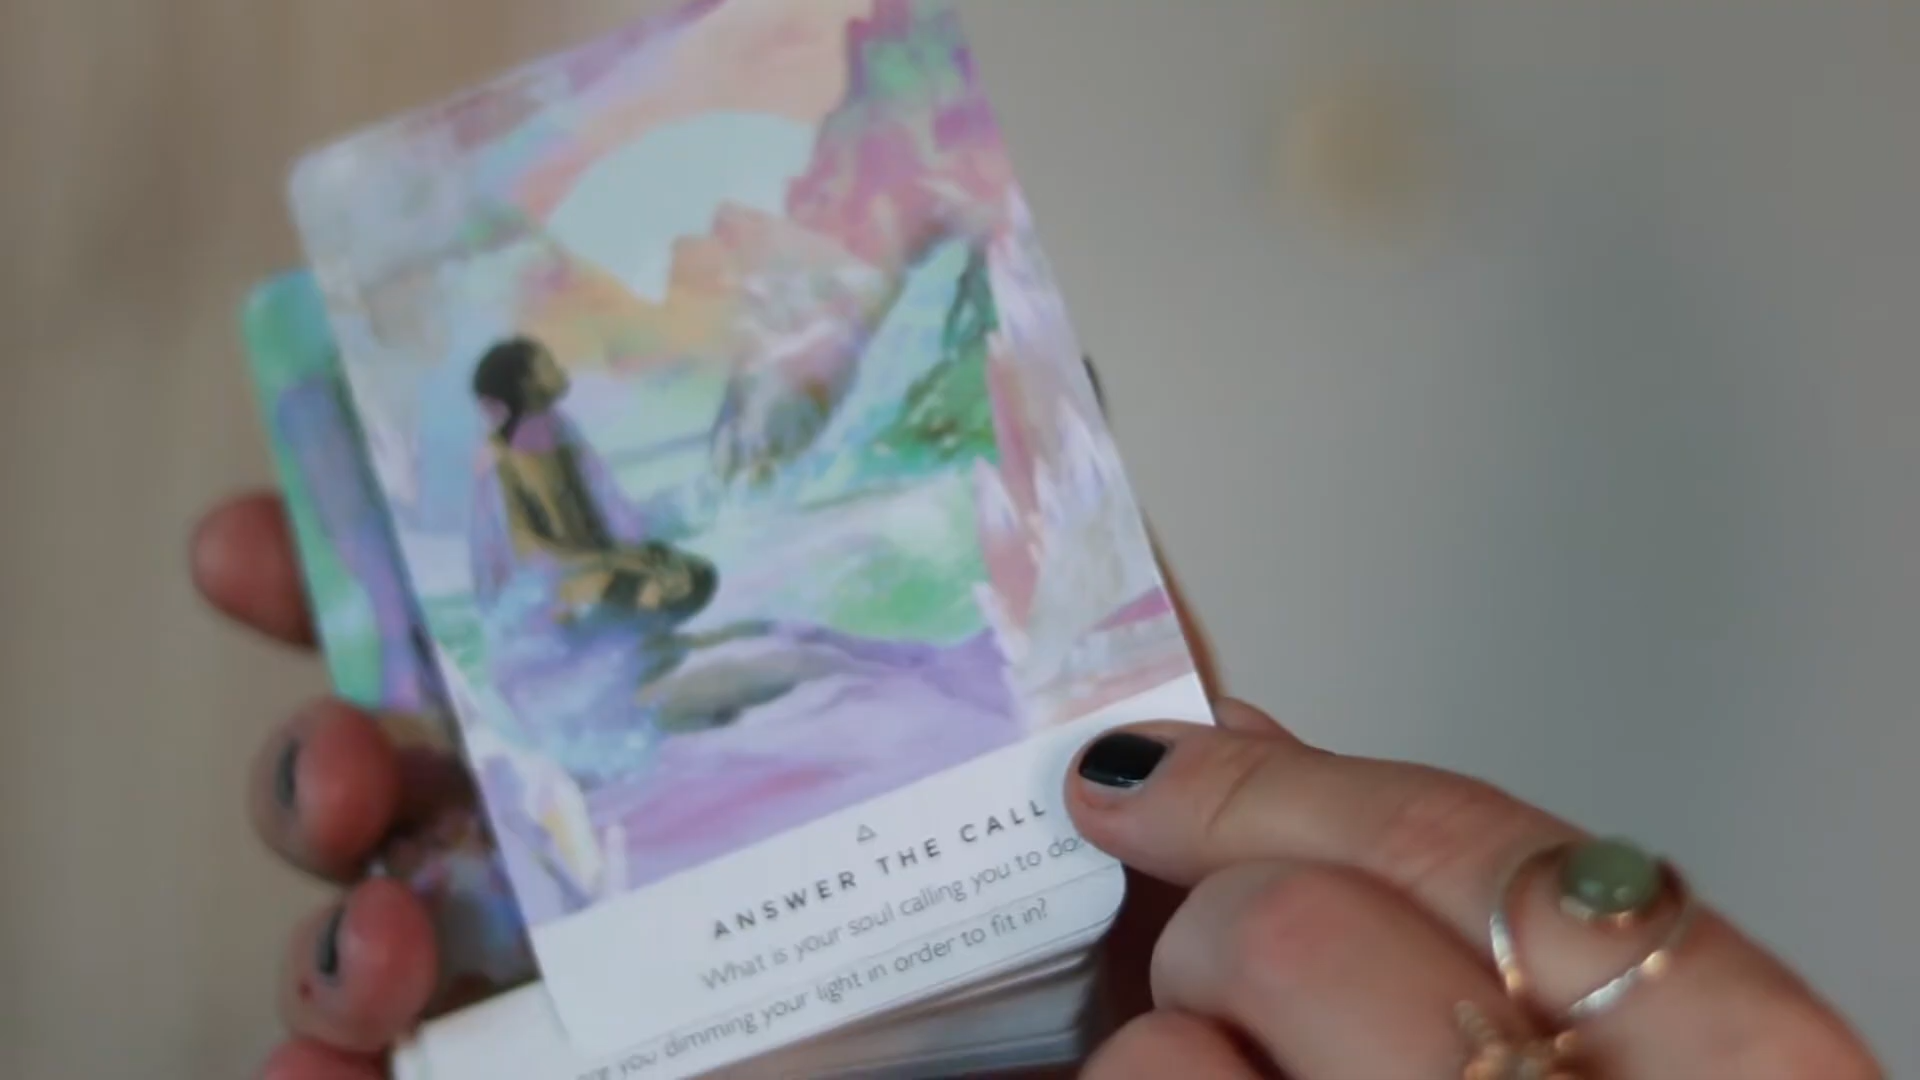 ANSWER THE CALL
What is your soul calling you to do?
you dimming your light in order to fit in?